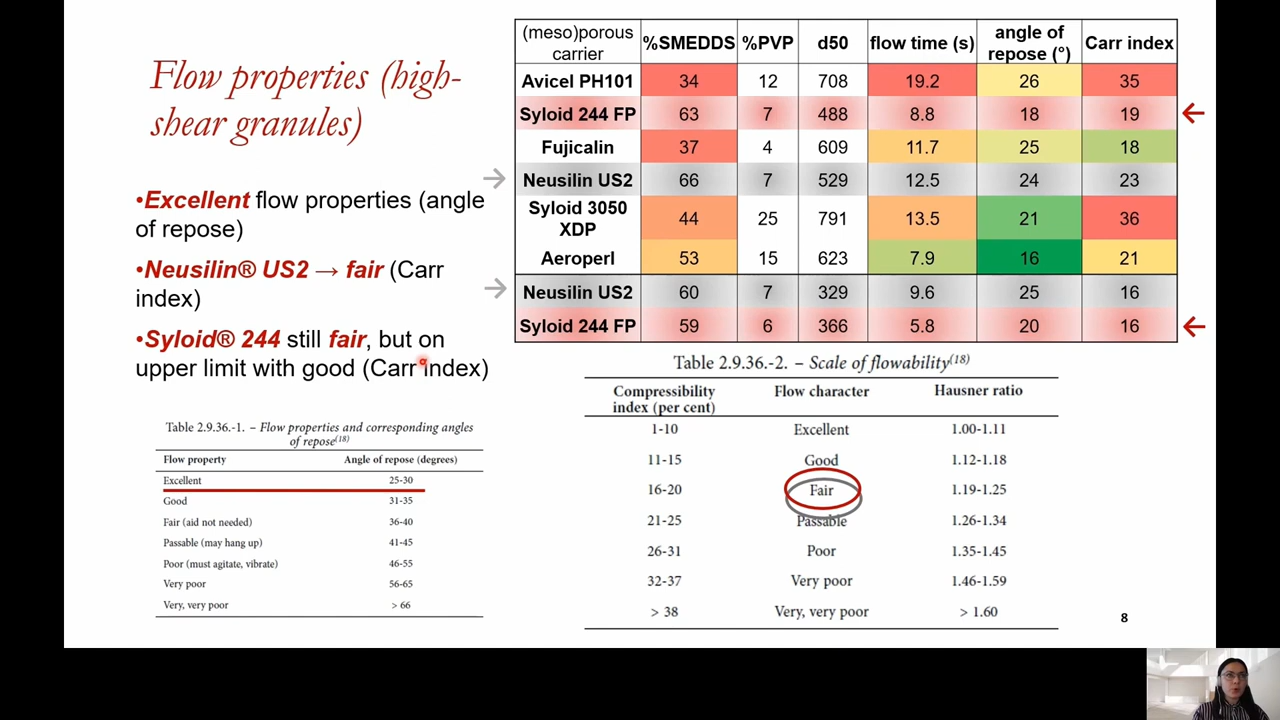 Flow properties (high-
shear granules)
•Excellent flow properties (angle
of repose)
•Neusilin® US2 → fair (Carr
index)
•Syloid® 244 still fair, but on
upper limit with good (Carr index)
(meso)porous carrier %SMEDDS %PVP d50 flow time (s) angle of repose (°) Carr index
Avicel PH101 34 12 708 19.2 26 35
Syloid 244 FP 63 7 488 8.8 18 19 ←
Fujicalin 37 4 609 11.7 25 18
→ Neusilin US2 66 7 529 12.5 24 23
Syloid 3050 XDP 44 25 791 13.5 21 36
Aeroperl 53 15 623 7.9 16 21
→ Neusilin US2 60 7 329 9.6 25 16
Syloid 244 FP 59 6 366 5.8 20 16 ←
Table 2.9.36.-1. – Flow properties and corresponding angles
of repose(18)
Flow property Angle of repose (degrees)
Excellent 25-30
Good 31-35
Fair (aid not needed) 36-40
Passable (may hang up) 41-45
Poor (must agitate, vibrate) 46-55
Very poor 56-65
Very, very poor > 66
Table 2.9.36.-2. – Scale of flowability(18)
Compressibility index (per cent) Flow character Hausner ratio
1-10 Excellent 1.00-1.11
11-15 Good 1.12-1.18
16-20 Fair 1.19-1.25
21-25 Passable 1.26-1.34
26-31 Poor 1.35-1.45
32-37 Very poor 1.46-1.59
> 38 Very, very poor > 1.60
8